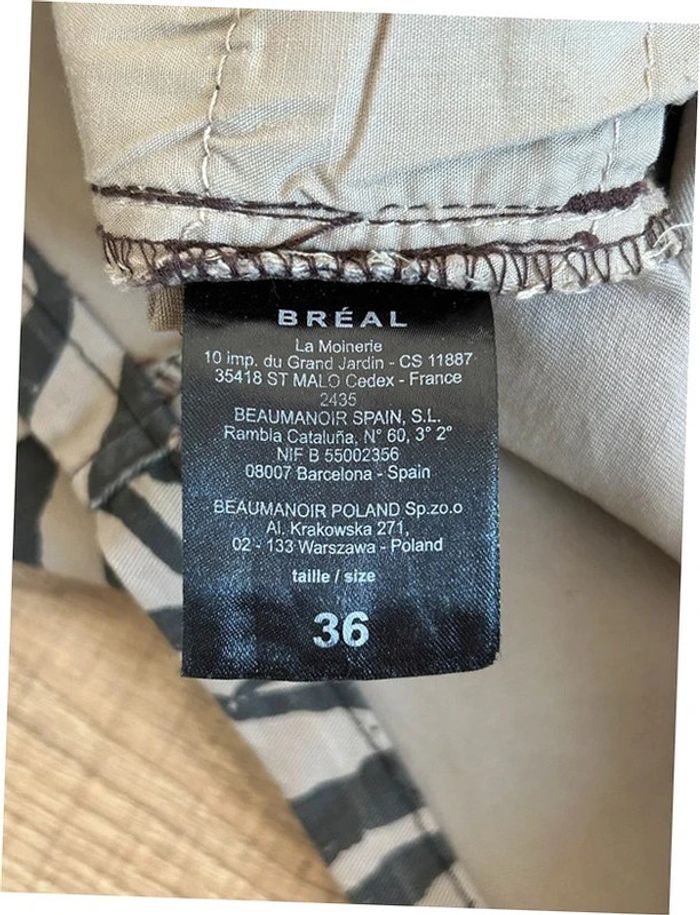 BRÉAL
La Moinerie
10 imp. du Grand Jardin - CS 11887
35418 ST MALO Cedex - France
2435
BEAUMANOIR SPAIN, S.L.
Rambla Cataluña, N° 60, 3° 2°
NIF B 55002356
08007 Barcelona - Spain
BEAUMANOIR POLAND Sp.zo.o
Al. Krakowska 271,
02 - 133 Warszawa - Poland
taille / size
36